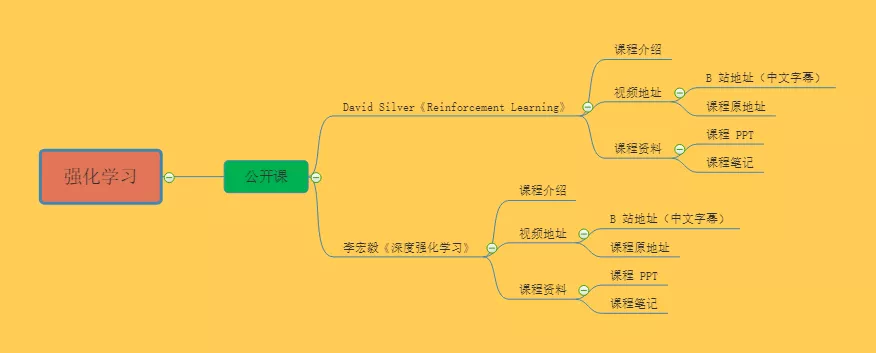 强化学习
公开课
David Silver《Reinforcement Learning》
课程介绍
视频地址
B 站地址（中文字幕）
课程原地址
课程资料
课程 PPT
课程笔记
李宏毅《深度强化学习》
课程介绍
视频地址
B 站地址（中文字幕）
课程原地址
课程资料
课程 PPT
课程笔记